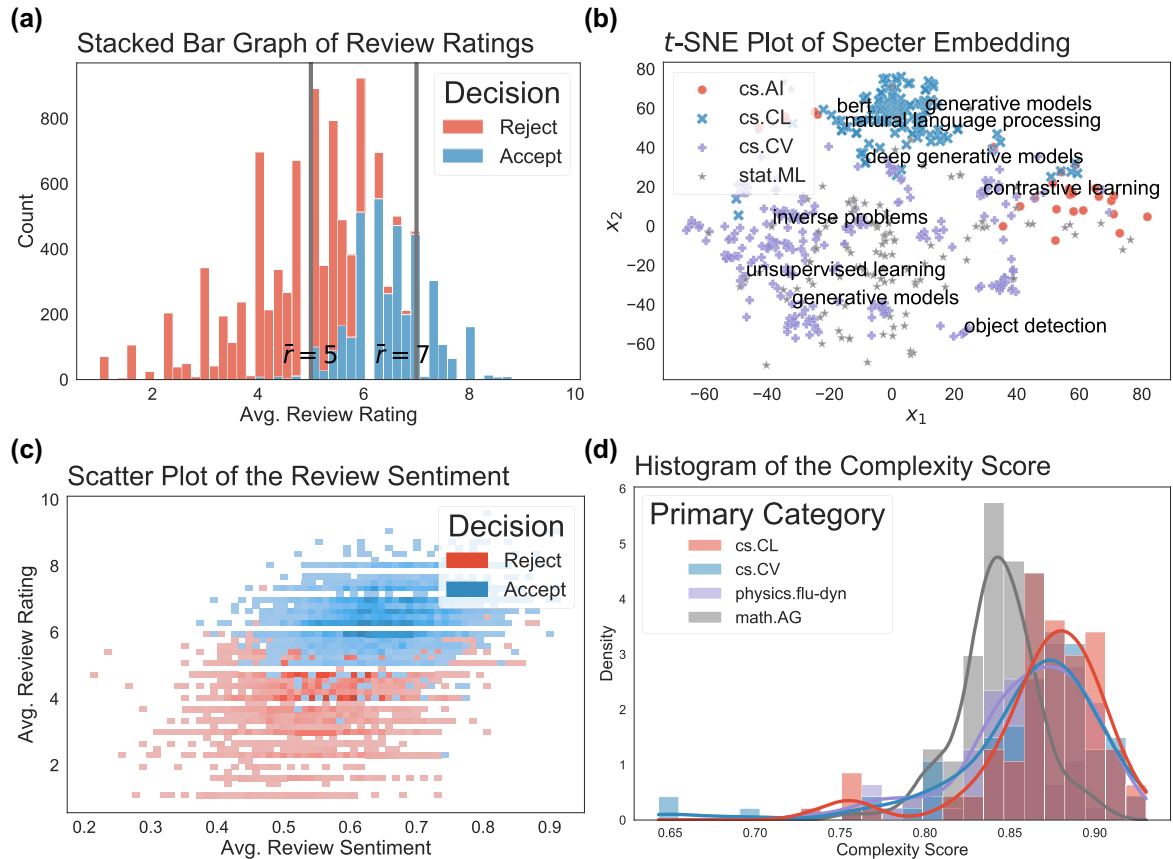 (a)
Stacked Bar Graph of Review Ratings
Decision
Reject
Accept
800
600
400
200
0
Count
r̄ = 5
r̄ = 7
2
4
6
8
10
Avg. Review Rating
(b)
t-SNE Plot of Specter Embedding
cs.AI
cs.CL
cs.CV
stat.ML
bert
generative models
natural language processing
deep generative models
contrastive learning
inverse problems
unsupervised learning
generative models
object detection
80
60
40
20
0
−20
−40
−60
x₂
−60
−40
−20
0
20
40
60
80
x₁
(c)
Scatter Plot of the Review Sentiment
Decision
Reject
Accept
10
8
6
4
2
Avg. Review Rating
0.2
0.3
0.4
0.5
0.6
0.7
0.8
0.9
Avg. Review Sentiment
(d)
Histogram of the Complexity Score
Primary Category
cs.CL
cs.CV
physics.flu-dyn
math.AG
6
5
4
3
2
1
0
Density
0.65
0.70
0.75
0.80
0.85
0.90
Complexity Score